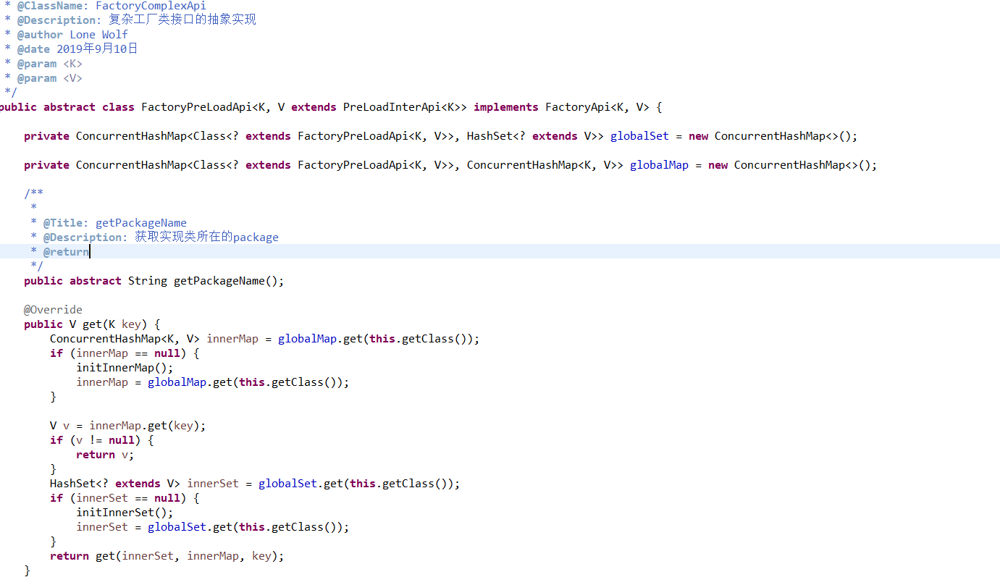 * @ClassName: FactoryComplexApi
* @Description: 复杂工厂类接口的抽象实现
* @author Lone Wolf
* @date 2019年9月10日
* @param <K>
* @param <V>
*/
public abstract class FactoryPreLoadApi<K, V extends PreLoadInterApi<K>> implements FactoryApi<K, V> {
private ConcurrentHashMap<Class<? extends FactoryPreLoadApi<K, V>>, HashSet<? extends V>> globalSet = new ConcurrentHashMap<>();
private ConcurrentHashMap<Class<? extends FactoryPreLoadApi<K, V>>, ConcurrentHashMap<K, V>> globalMap = new ConcurrentHashMap<>();
/**
*
* @Title: getPackageName
* @Description: 获取实现类所在的package
* @return
*/
public abstract String getPackageName();
@Override
public V get(K key) {
ConcurrentHashMap<K, V> innerMap = globalMap.get(this.getClass());
if (innerMap == null) {
initInnerMap();
innerMap = globalMap.get(this.getClass());
}
V v = innerMap.get(key);
if (v != null) {
return v;
}
HashSet<? extends V> innerSet = globalSet.get(this.getClass());
if (innerSet == null) {
initInnerSet();
innerSet = globalSet.get(this.getClass());
}
return get(innerSet, innerMap, key);
}